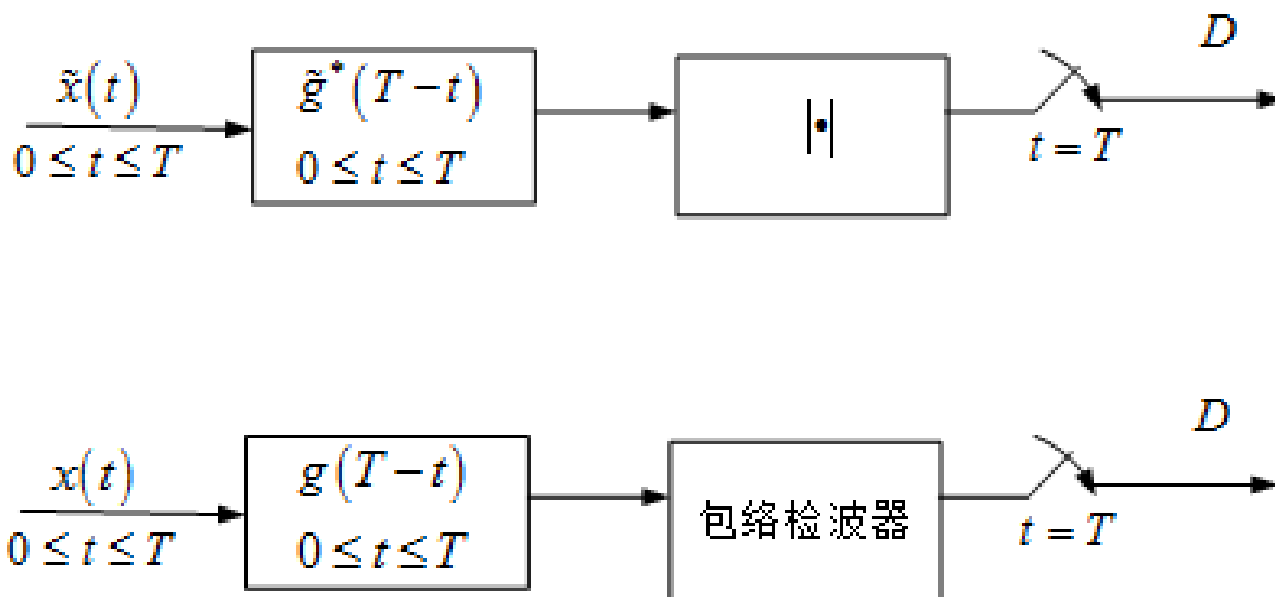 D
x̃(t)
0 ≤ t ≤ T
g̃*(T−t)
0 ≤ t ≤ T
|•|
t = T
D
x(t)
0 ≤ t ≤ T
g(T−t)
0 ≤ t ≤ T
包络检波器
t = T